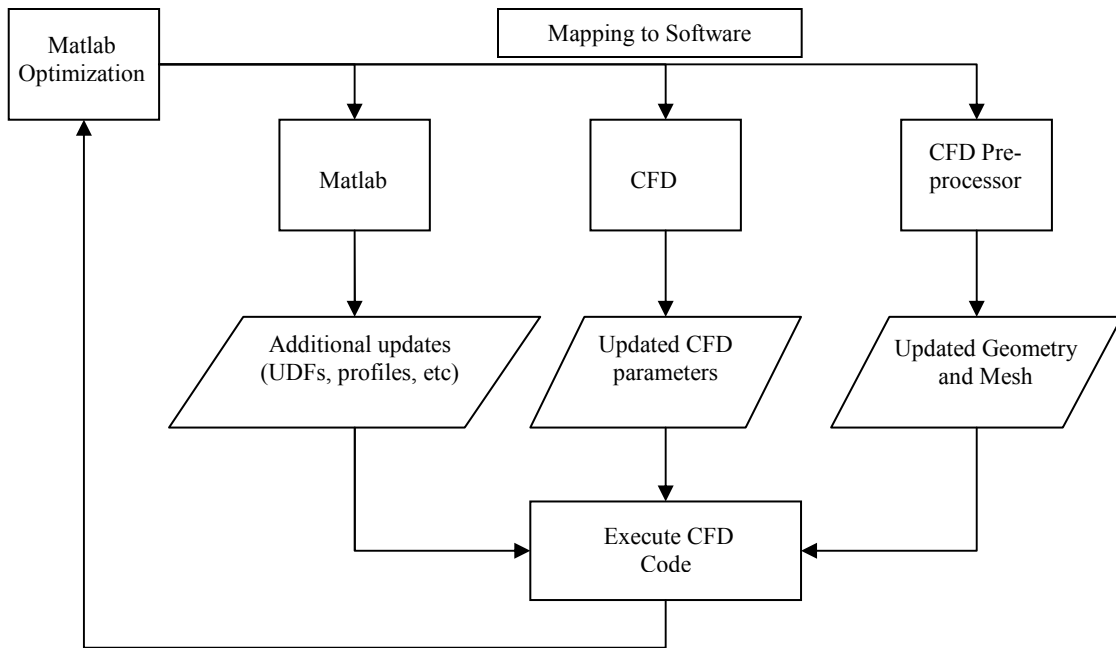 Matlab
Optimization
Mapping to Software
Matlab
CFD
CFD Pre-
processor
Additional updates
(UDFs, profiles, etc)
Updated CFD
parameters
Updated Geometry
and Mesh
Execute CFD
Code